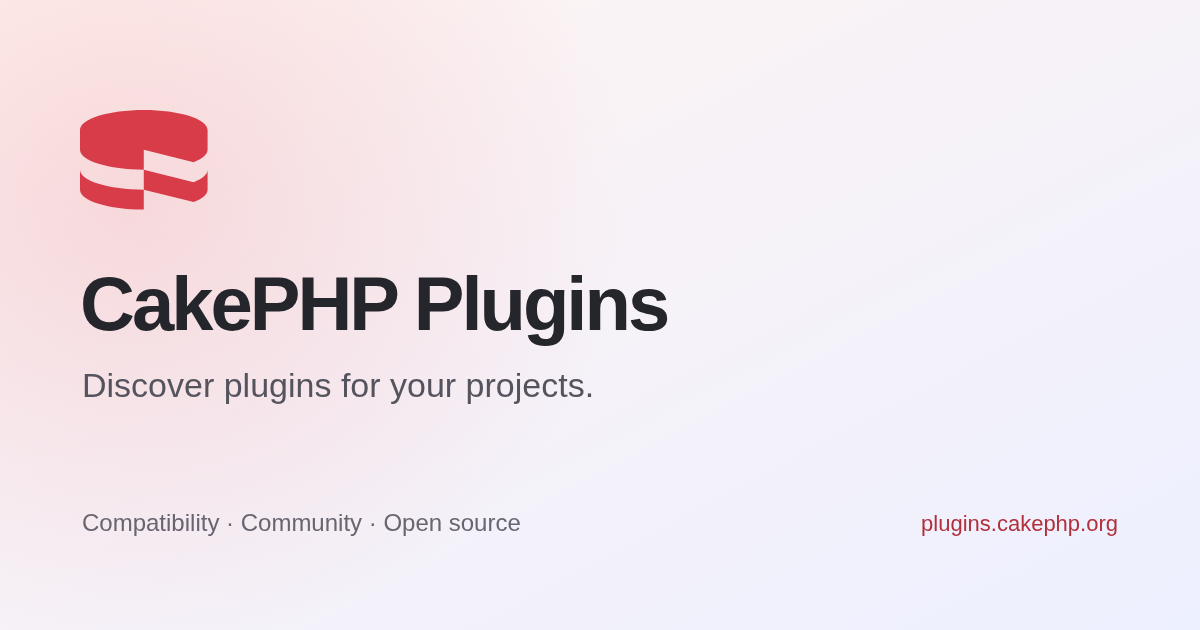 CakePHP Plugins
Discover plugins for your projects.
Compatibility · Community · Open source
plugins.cakephp.org